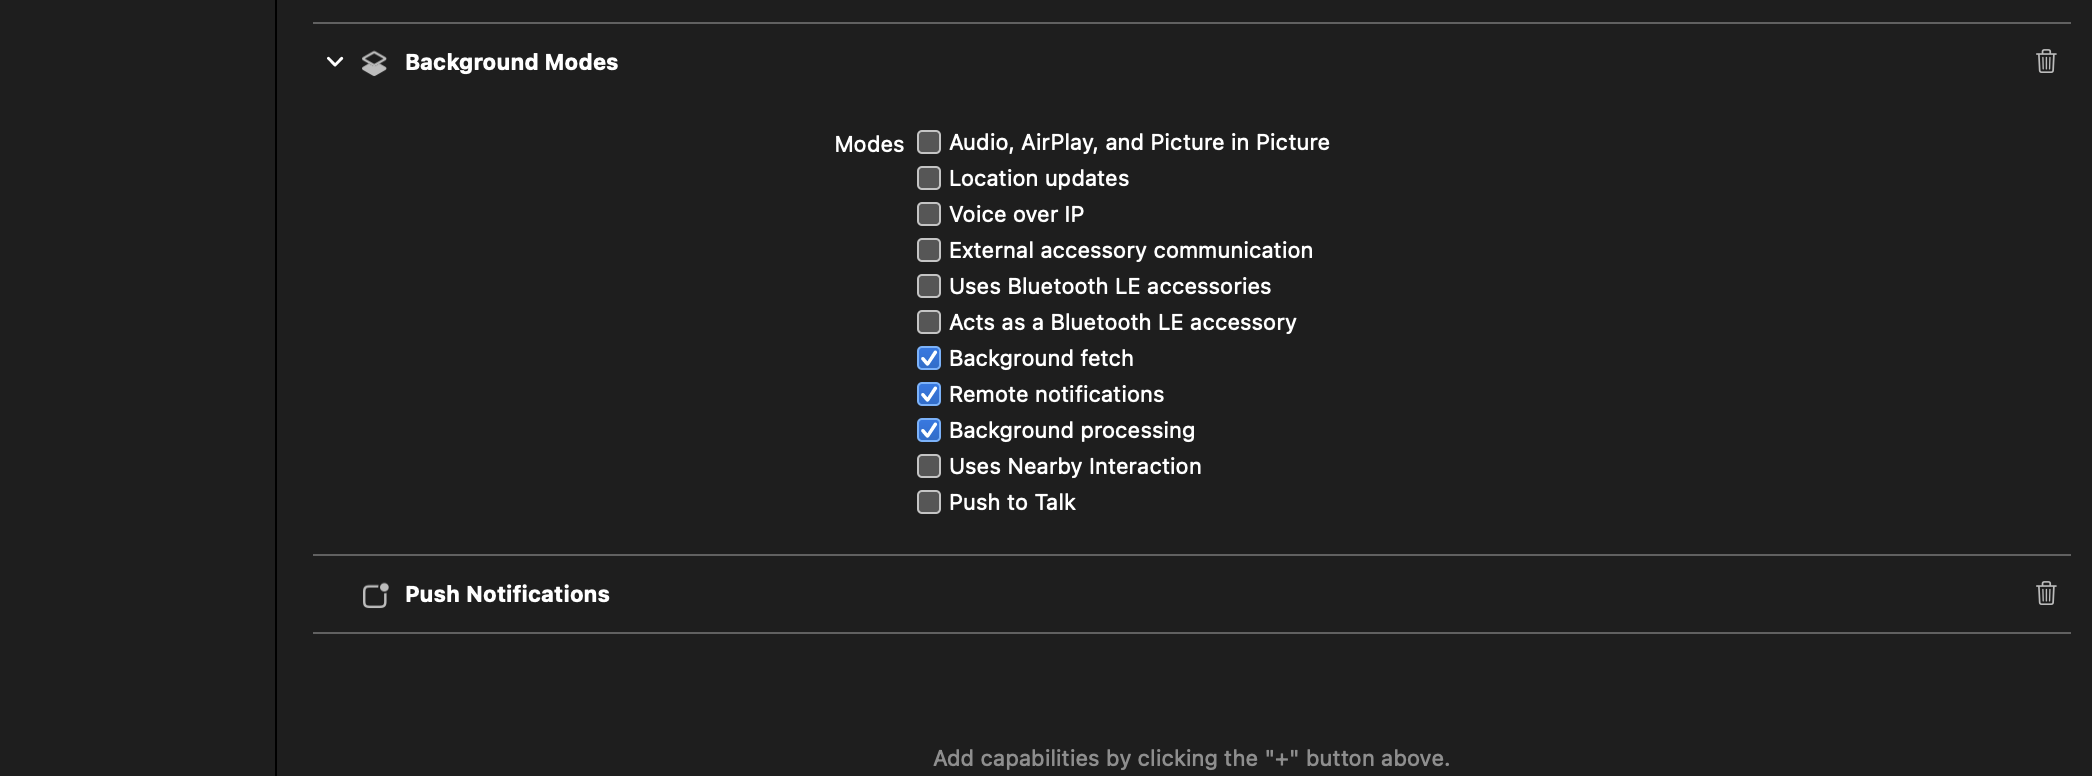 Background Modes
Modes
Audio, AirPlay, and Picture in Picture
Location updates
Voice over IP
External accessory communication
Uses Bluetooth LE accessories
Acts as a Bluetooth LE accessory
Background fetch
Remote notifications
Background processing
Uses Nearby Interaction
Push to Talk
Push Notifications
Add capabilities by clicking the "+" button above.